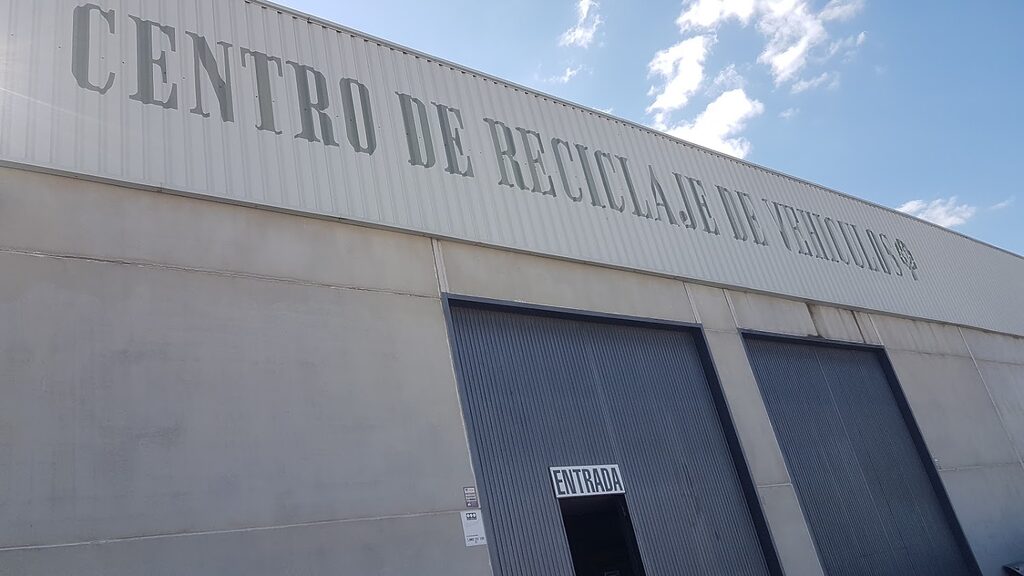 CENTRO DE RECICLAJE DE VEHICULOS
ENTRADA